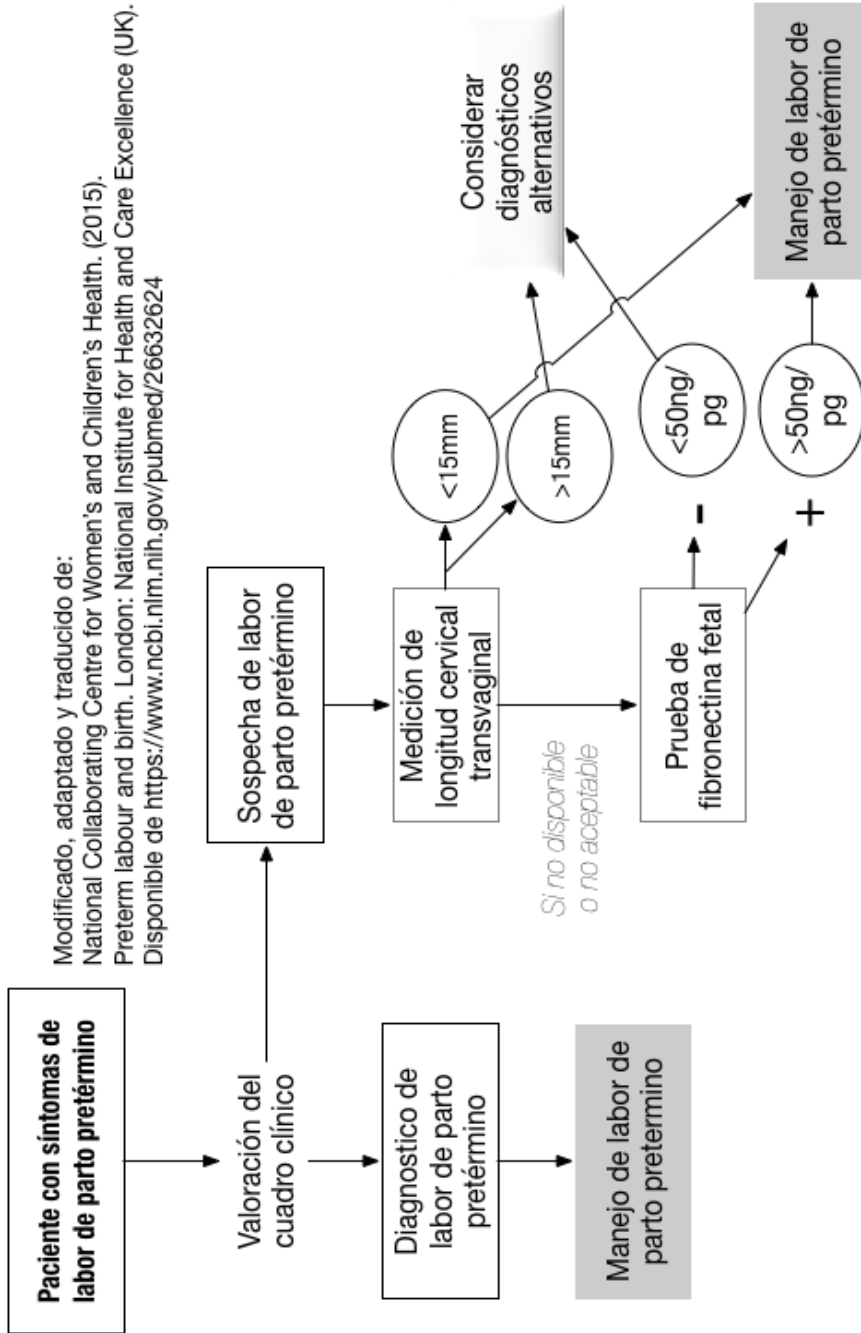 Paciente con síntomas de
labor de parto pretérmino
Modificado, adaptado y traducido de:
National Collaborating Centre for Women's and Children's Health. (2015).
Preterm labour and birth. London: National Institute for Health and Care Excellence (UK).
Disponible de https://www.ncbi.nlm.nih.gov/pubmed/26632624
Valoración del
cuadro clínico
Sospecha de labor
de parto pretérmino
Diagnostico de
labor de parto
pretérmino
Manejo de labor de
parto pretermino
Medición de
longitud cervical
transvaginal
Si no disponible
o no aceptable
Prueba de
fibronectina fetal
<15mm
>15mm
-
<50ng/
pg
+
>50ng/
pg
Considerar
diagnósticos
alternativos
Manejo de labor de
parto pretérmino